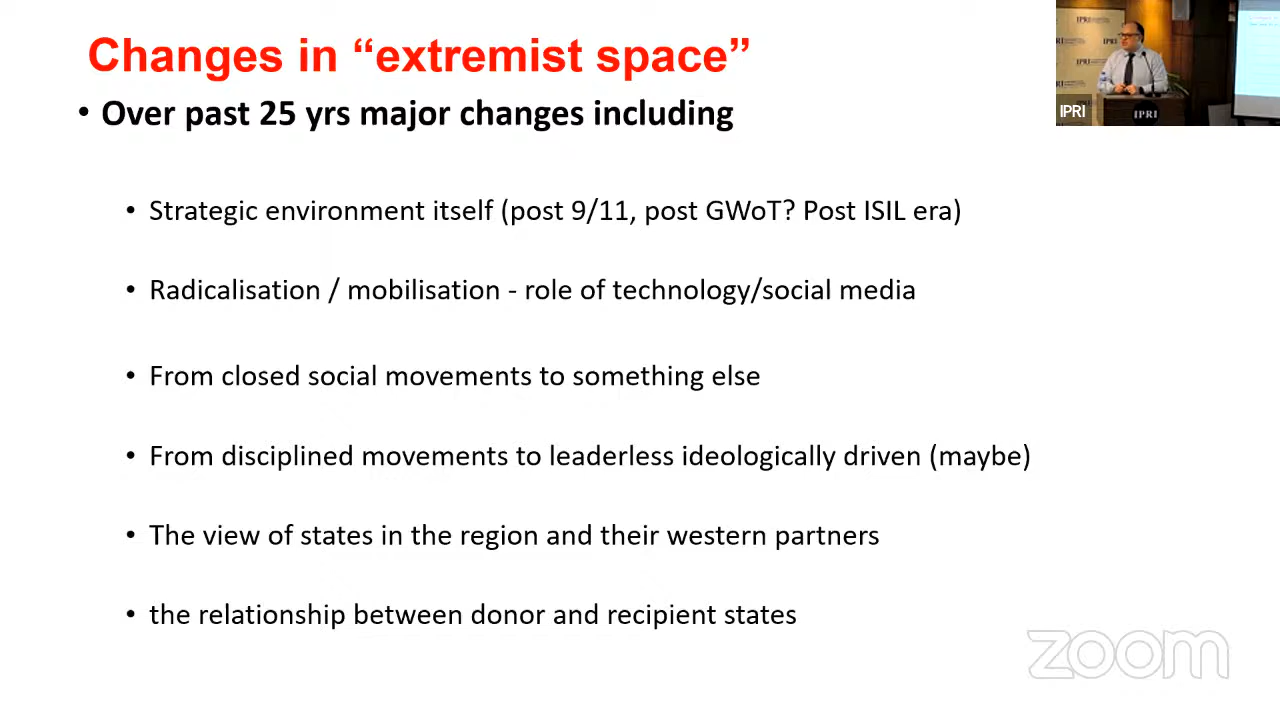 Changes in “extremist space”
• Over past 25 yrs major changes including
• Strategic environment itself (post 9/11, post GWoT? Post ISIL era)
• Radicalisation / mobilisation - role of technology/social media
• From closed social movements to something else
• From disciplined movements to leaderless ideologically driven (maybe)
• The view of states in the region and their western partners
• the relationship between donor and recipient states
IPRI
IPRI
IPRI
IPRI
IPRI
zoom